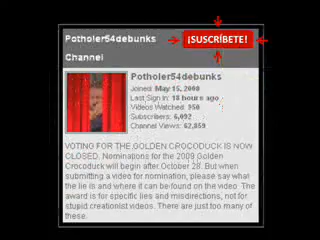 Potholer54debunks
¡SUSCRÍBETE!
Channel
Potholer54debunks
Joined: May 15, 2008
Last Sign In: 18 hours ago
Videos Watched: 350
Subscribers: 6,092
Channel Views: 62,859
VOTING FOR THE GOLDEN CROCODUCK IS NOW
CLOSED. Nominations for the 2009 Golden
Crocoduck will begin after October 28. But when
submitting a video for nomination, please say what
the lie is and where it can be found on the video. The
award is for specific lies and misdirections, not for
stupid creationist videos. There are just too many of
these.